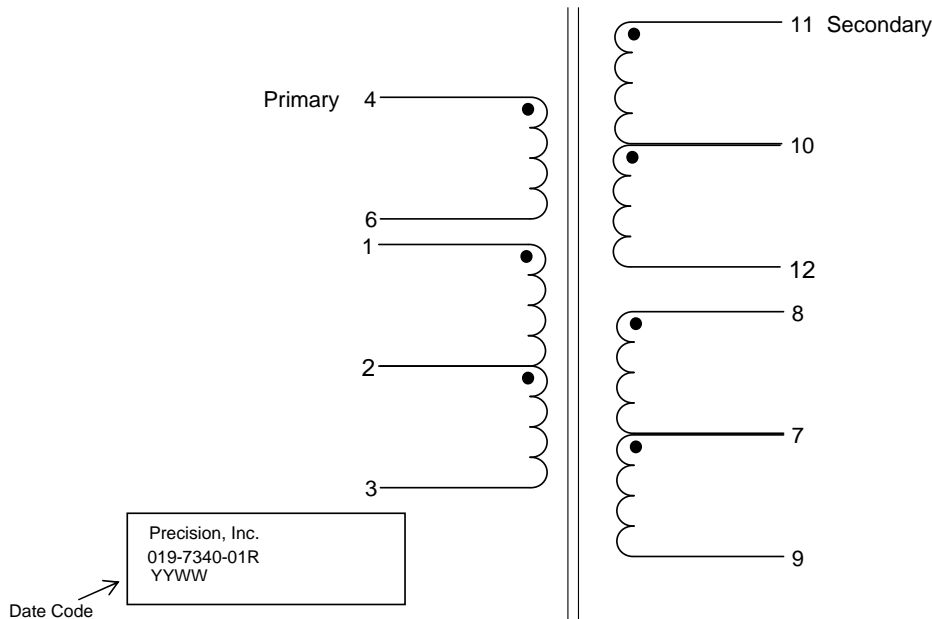 11 Secondary
Primary 4
10
6
1
12
8
2
7
3
Precision, Inc.
019-7340-01R
YYWW
9
Date Code